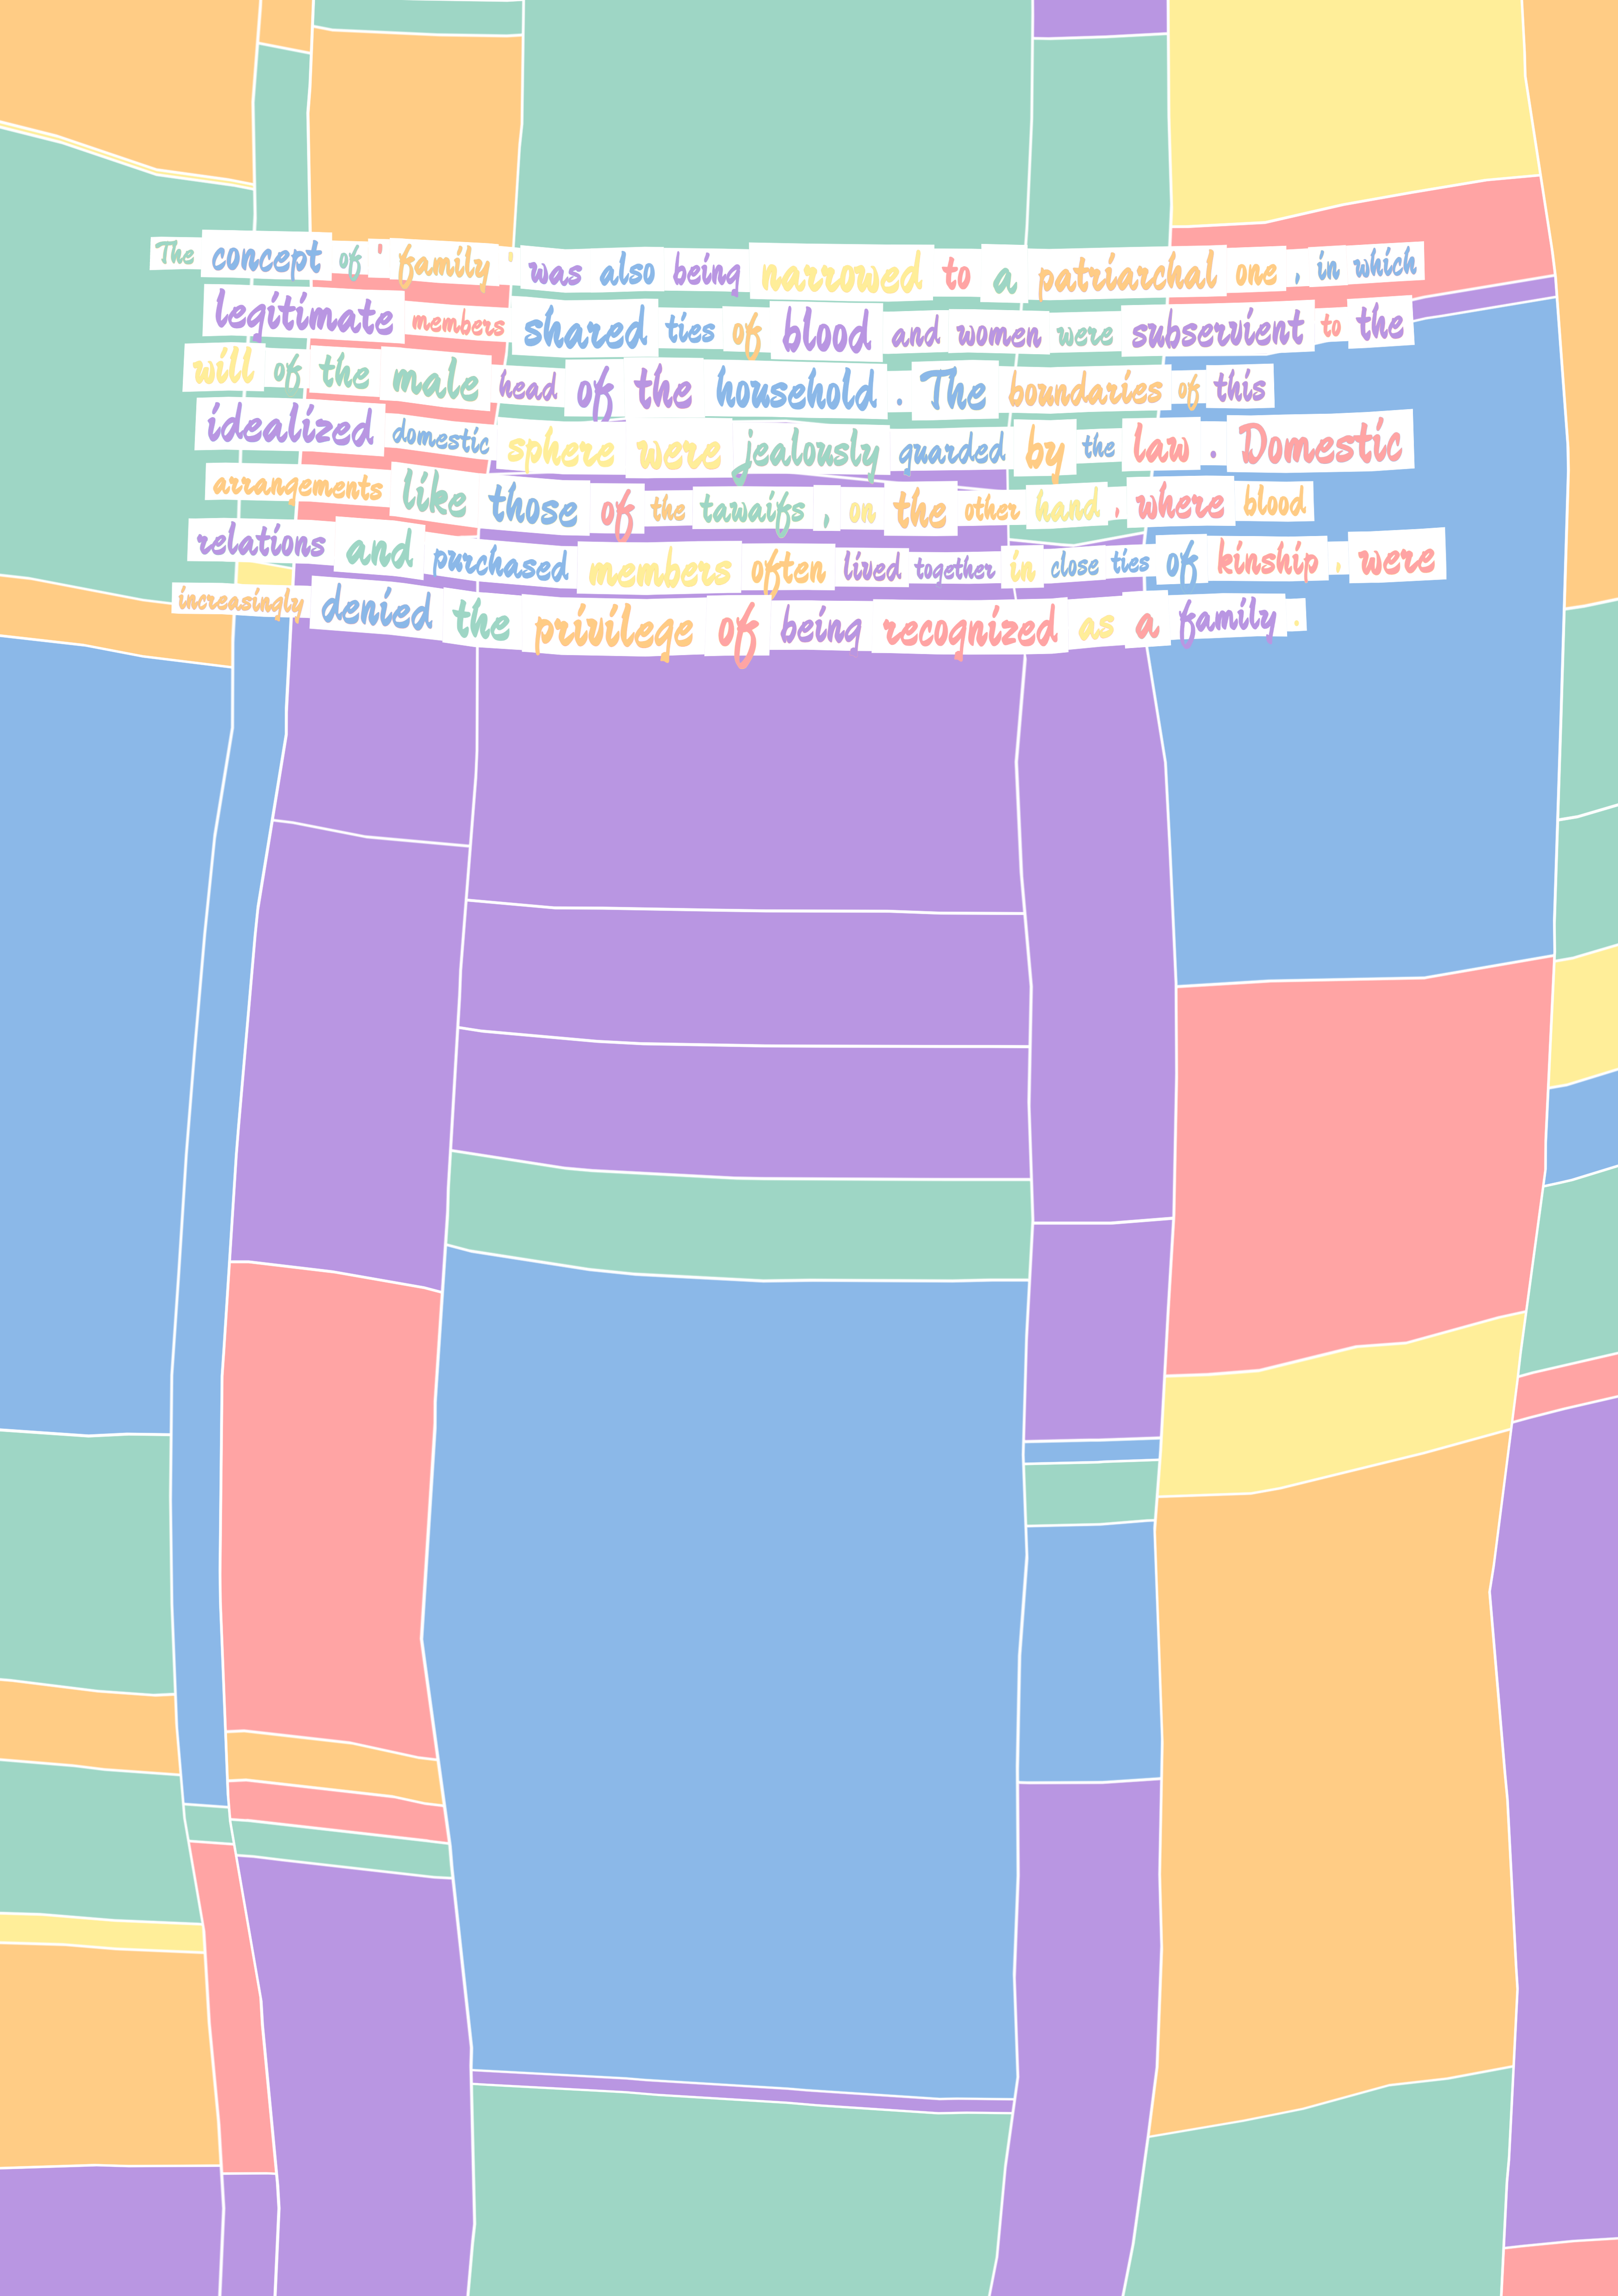 The concept of ' family ' was also being narrowed to a patriarchal one , in which
legitimate members shared ties of blood and women were subservient to the
will of the male head of the household . The boundaries of this
idealized domestic sphere were jealously guarded by the law . Domestic
arrangements like those of the tawaifs , on the other hand , where blood
relations and purchased members often lived together in close ties of kinship , were
increasingly denied the privilege of being recognized as a family .